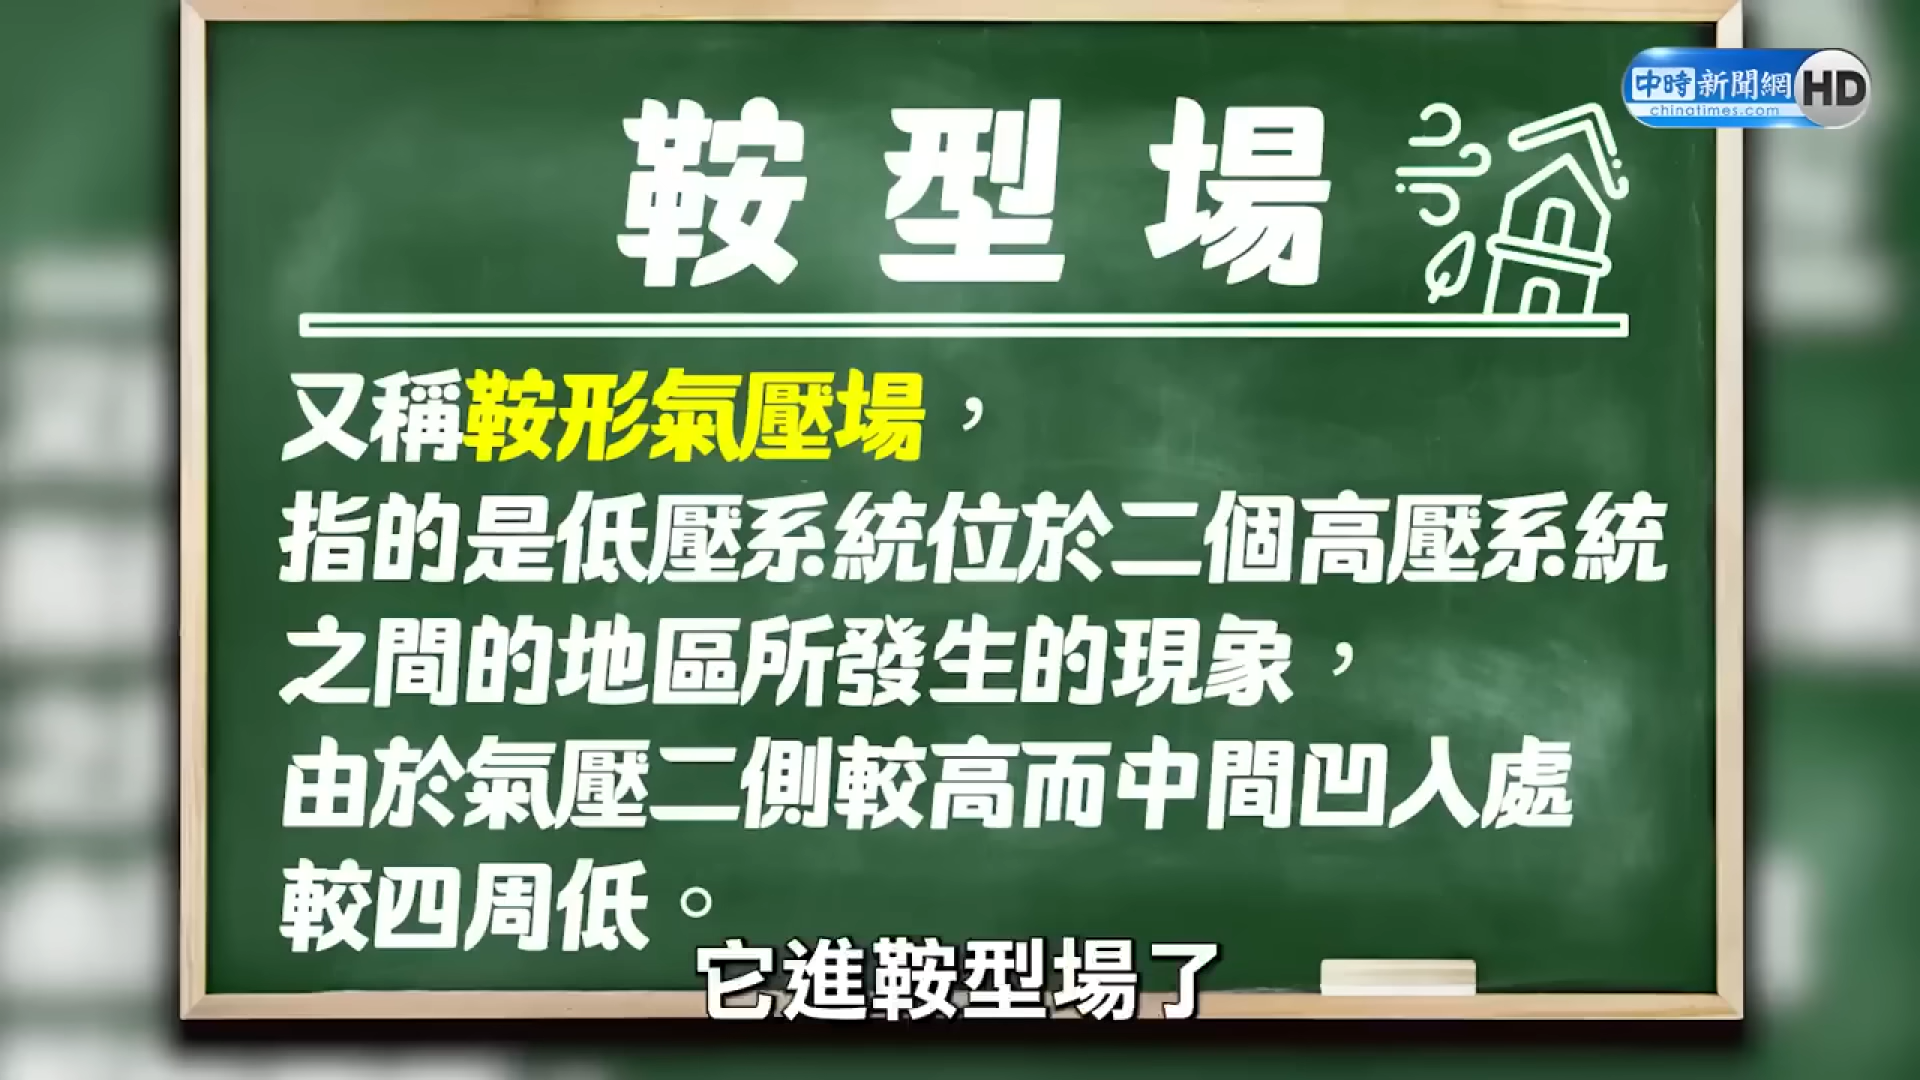 中時新聞網HD
chinatimes.com
鞍型場
又稱鞍形氣壓場，
指的是低壓系統位於二個高壓系統
之間的地區所發生的現象，
由於氣壓二側較高而中間凹入處
較四周低。
它進鞍型場了